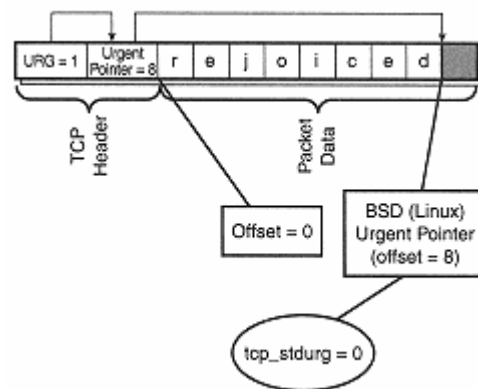 URG = 1
Urgent
Pointer = 8
r e j o i c e d
TCP
Header
Packet
Data
Offset = 0
BSD (Linux)
Urgent Pointer
(offset = 8)
tcp_stdurg = 0